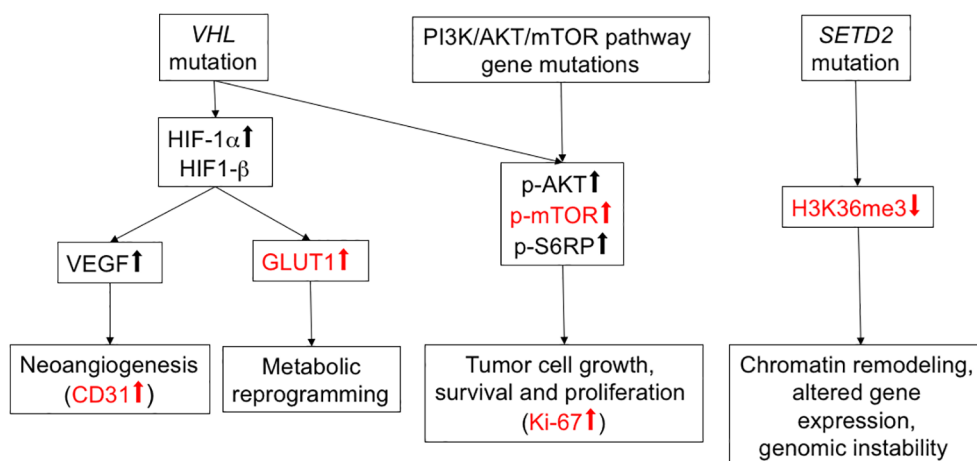 VHL
mutation
PI3K/AKT/mTOR pathway
gene mutations
SETD2
mutation
HIF-1α⬆
HIF1-β
p-AKT⬆
p-mTOR⬆
p-S6RP⬆
H3K36me3⬇
VEGF⬆
GLUT1⬆
Neoangiogenesis
(CD31⬆)
Metabolic
reprogramming
Tumor cell growth,
survival and proliferation
(Ki-67⬆)
Chromatin remodeling,
altered gene
expression,
genomic instability